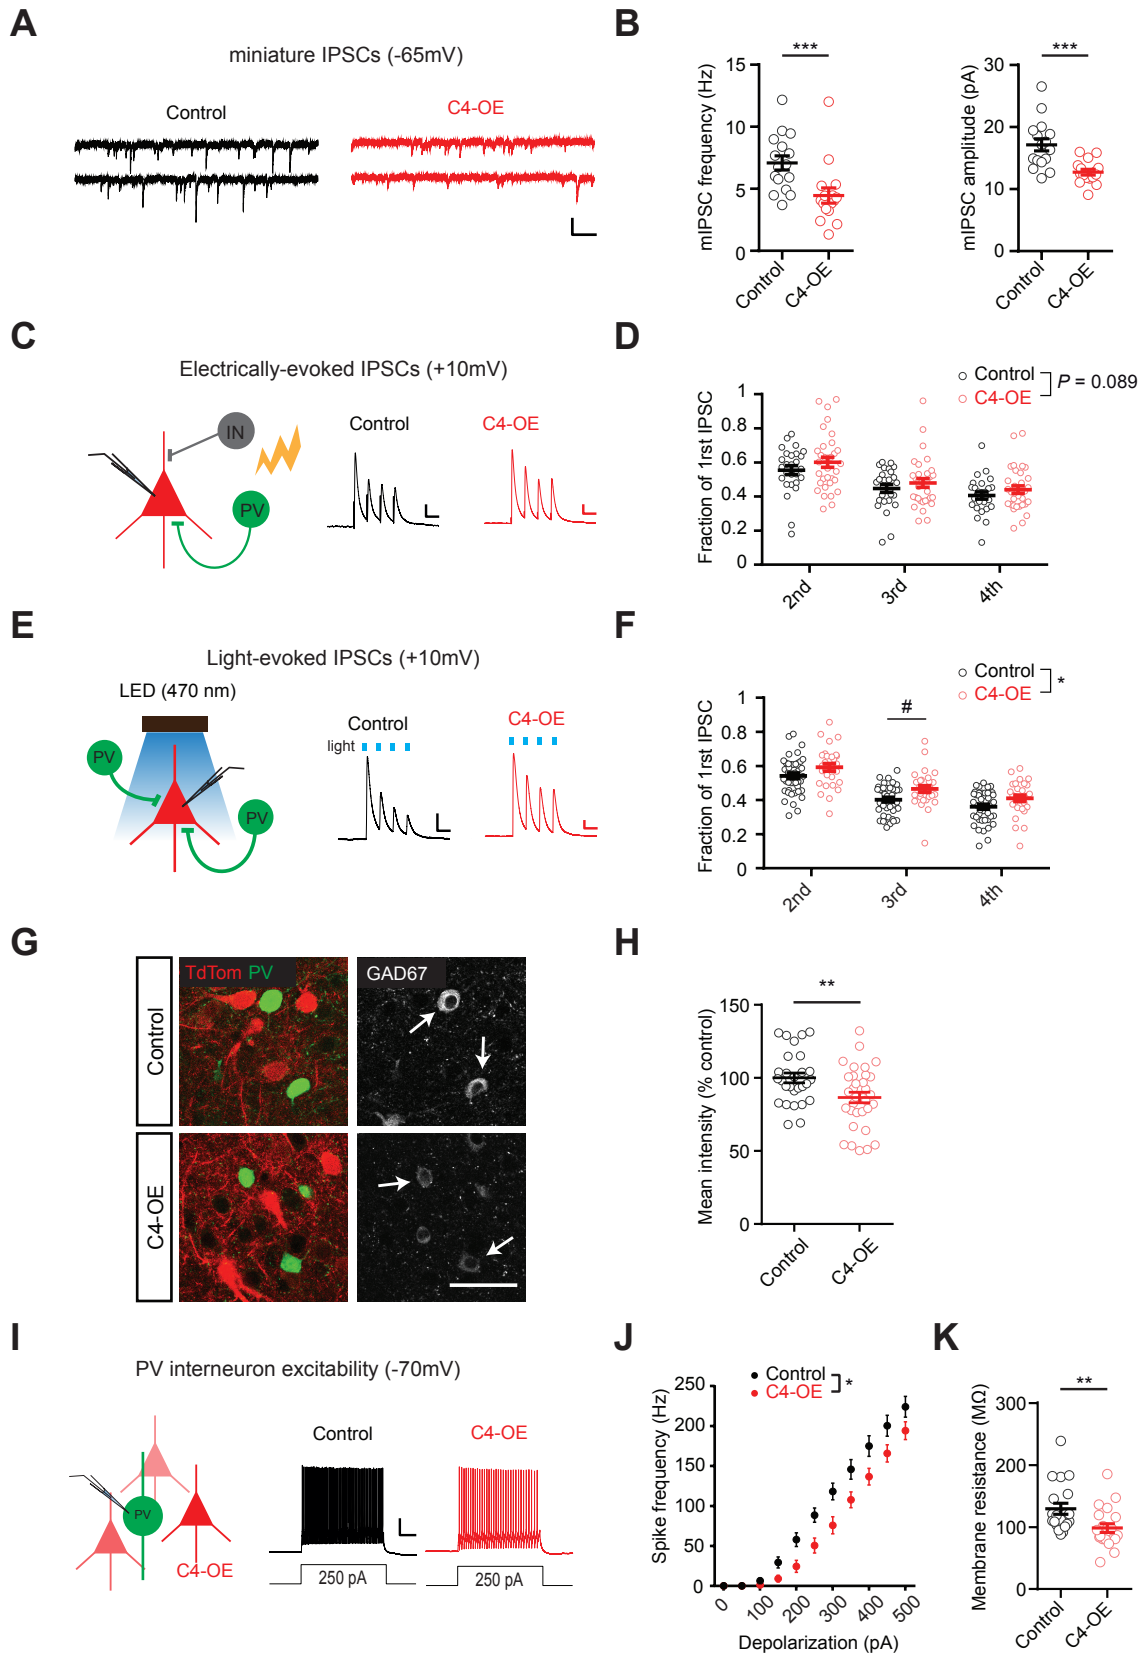 A
miniature IPSCs (-65mV)
Control
C4-OE
B
***
mIPSC frequency (Hz)
15
10
5
0
Control
C4-OE
***
mIPSC amplitude (pA)
30
20
10
0
Control
C4-OE
C
Electrically-evoked IPSCs (+10mV)
IN
PV
Control
C4-OE
D
Control
C4-OE
P = 0.089
Fraction of 1rst IPSC
1
0.8
0.6
0.4
0.2
0
2nd
3rd
4th
E
Light-evoked IPSCs (+10mV)
LED (470 nm)
PV
PV
Control
light
C4-OE
F
Control
C4-OE
*
#
Fraction of 1rst IPSC
1
0.8
0.6
0.4
0.2
0
2nd
3rd
4th
G
Control
C4-OE
TdTom PV
GAD67
H
**
Mean intensity (% control)
150
100
50
0
Control
C4-OE
I
PV interneuron excitability (-70mV)
PV
C4-OE
Control
250 pA
C4-OE
250 pA
J
Control
C4-OE
*
Spike frequency (Hz)
250
200
150
100
50
0
0
100
200
300
400
500
Depolarization (pA)
K
**
Membrane resistance (MΩ)
300
200
100
0
Control
C4-OE